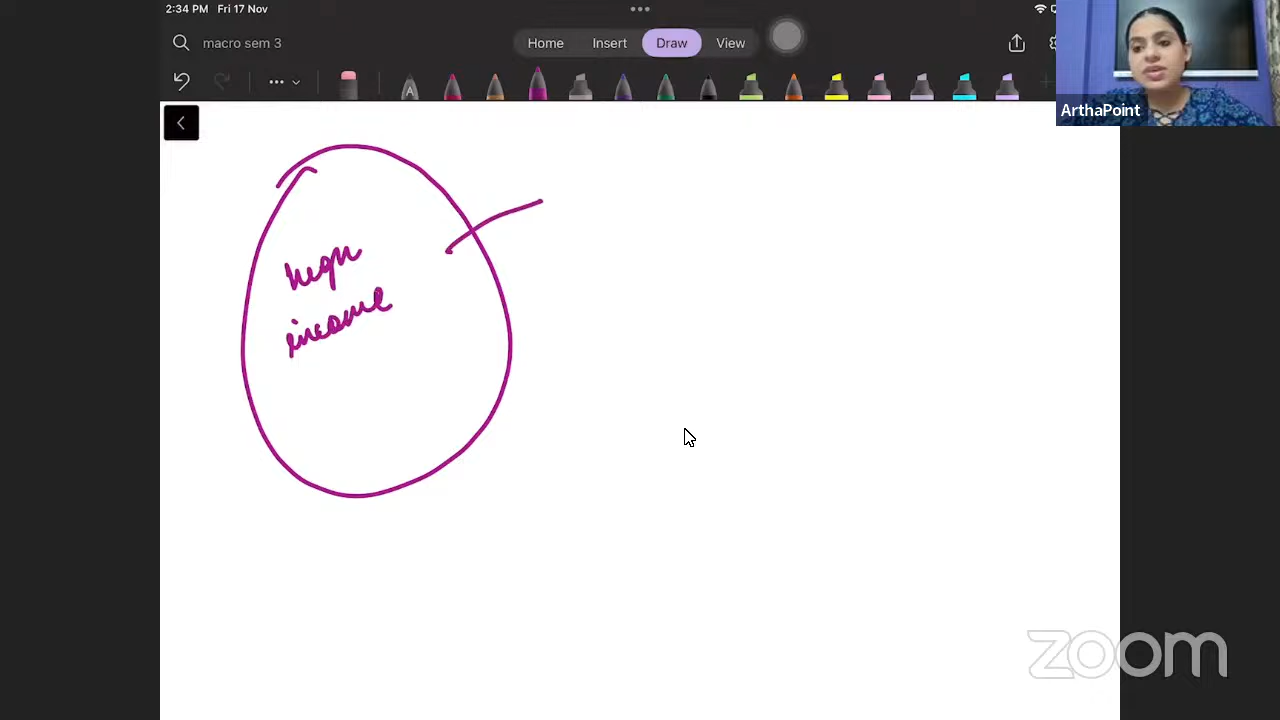 2:34 PM Fri 17 Nov
macro sem 3
Home Insert Draw View
A
ArthaPoint
high
income
zoom